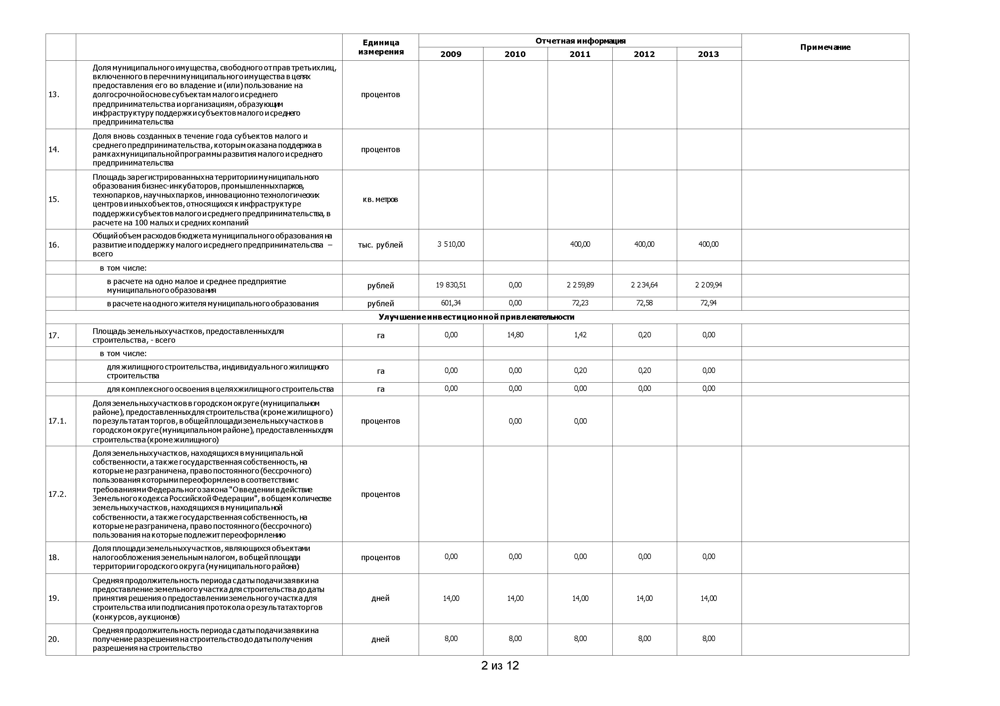 Единица измерения
Отчетная информация
Примечание
2009 2010 2011 2012 2013
13.
Доля муниципального имущества, свободного от прав третьих лиц,
включенного в перечни муниципального имущества в целях
предоставления его во владение и (или) пользование на
долгосрочной основе субъектам малого и среднего
предпринимательства и организациям, образующим
инфраструктуру поддержки субъектов малого и среднего
предпринимательства
процентов
14.
Доля вновь созданных в течение года субъектов малого и
среднего предпринимательства, которым оказана поддержка в
рамках муниципальной программы развития малого и среднего
предпринимательства
процентов
15.
Площадь зарегистрированных на территории муниципального
образования бизнес-инкубаторов, промышленных парков,
технопарков, научных парков, инновационно технологических
центров и иных объектов, относящихся к инфраструктуре
поддержки субъектов малого и среднего предпринимательства, в
расчете на 100 малых и средних компаний
кв. метров
16.
Общий объем расходов бюджета муниципального образования на
развитие и поддержку малого и среднего предпринимательства –
всего
тыс. рублей 3 510,00 400,00 400,00 400,00
в том числе:
в расчете на одно малое и среднее предприятие
муниципального образования
рублей 19 830,51 0,00 2 259,89 2 234,64 2 209,94
в расчете на одного жителя муниципального образования рублей 601,34 0,00 72,23 72,58 72,94
Улучшение инвестиционной привлекательности
17.
Площадь земельных участков, предоставленных для
строительства, - всего
га 0,00 14,80 1,42 0,20 0,00
в том числе:
для жилищного строительства, индивидуального жилищного
строительства
га 0,00 0,00 0,20 0,20 0,00
для комплексного освоения в целях жилищного строительства га 0,00 0,00 0,00 0,00 0,00
17.1.
Доля земельных участков в городском округе (муниципальном
районе), предоставленных для строительства (кроме жилищного)
по результатам торгов, в общей площади земельных участков в
городском округе (муниципальном районе), предоставленных для
строительства (кроме жилищного)
процентов 0,00 0,00
17.2.
Доля земельных участков, находящихся в муниципальной
собственности, а также государственная собственность, на
которые не разграничена, право постоянного (бессрочного)
пользования которыми переоформлено в соответствии с
требованиями Федерального закона "О введении в действие
Земельного кодекса Российской Федерации", в общем количестве
земельных участков, находящихся в муниципальной
собственности, а также государственная собственность, на
которые не разграничена, право постоянного (бессрочного)
пользования на которые подлежит переоформлению
процентов
18.
Доля площади земельных участков, являющихся объектами
налогообложения земельным налогом, в общей площади
территории городского округа (муниципального района)
процентов 0,00 0,00 0,00 0,00 0,00
19.
Средняя продолжительность периода с даты подачи заявки на
предоставление земельного участка для строительства до даты
принятия решения о предоставлении земельного участка для
строительства или подписания протокола о результатах торгов
(конкурсов, аукционов)
дней 14,00 14,00 14,00 14,00 14,00
20.
Средняя продолжительность периода с даты подачи заявки на
получение разрешения на строительство до даты получения
разрешения на строительство
дней 8,00 8,00 8,00 8,00 8,00
2 из 12